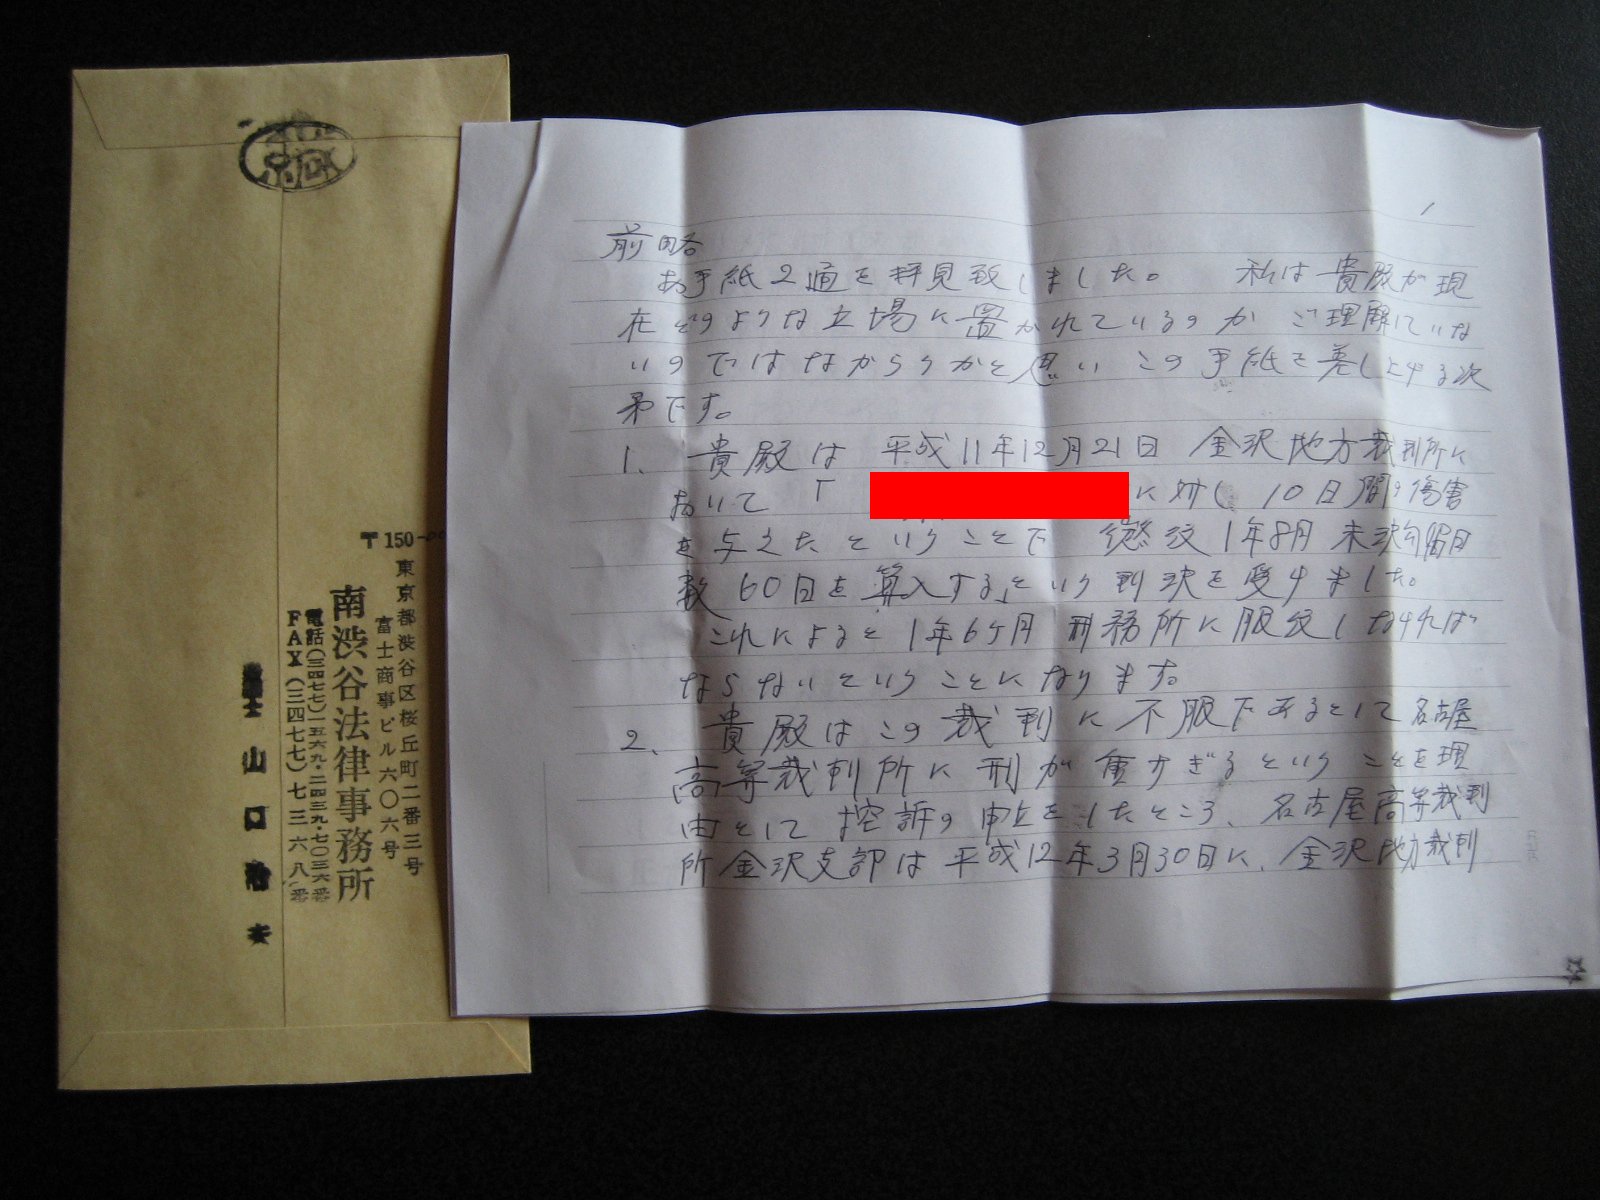 〒150-00
東京都渋谷区桜丘町二番三号
富士商事ビル六〇六号
南渋谷法律事務所
電話(三四七七)一五六九・二四三九・七〇三六番
FAX(三四七七)七三六八番
山口治夫
1
前略
お手紙2通を拝見致しました。 私は貴殿が現
在どのような立場に置かれているのか ご理解していな
いのではなかろうかと思い この手紙を差し上げる次
第です。
1、 貴殿は 平成11年12月21日 金沢地方裁判所に
おいて 「 に対し 10日間の傷害
を与えたということで 懲役1年8月 未決勾留日
数60日を算入する」という判決を受けました。
これによると1年6ヶ月 刑務所に服役しなければ
ならないということになります。
2、 貴殿はこの裁判に不服であるとして名古屋
高等裁判所に刑が重すぎるということを理
由として控訴の申立をしたところ、名古屋高等裁判
所金沢支部は平成12年3月30日に、金沢地方裁判